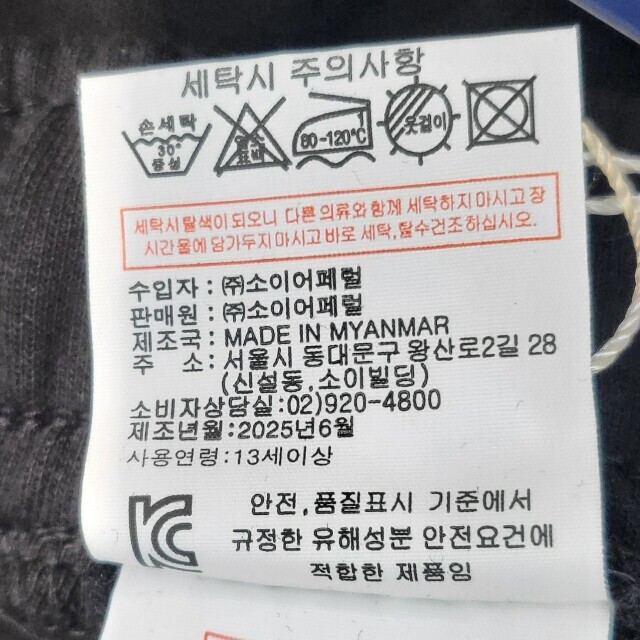 세탁시 주의사항
손세탁
30°
중성
염소
표백
80-120℃
옷걸이
세탁시 탈색이 되오니 다른 의류와 함께 세탁하지 마시고 장
시간 물에 담가두지 마시고 바로 세탁,탈수건조하십시오.
수입자 : ㈜소이어패럴
판매원 : ㈜소이어패럴
제조국 : MADE IN MYANMAR
주 소 : 서울시 동대문구 왕산로2길 28
(신설동,소이빌딩)
소비자상담실:02)920-4800
제조년월:2025년6월
사용연령:13세이상
KC
안전,품질표시 기준에서
규정한 유해성분 안전요건에
적합한 제품임